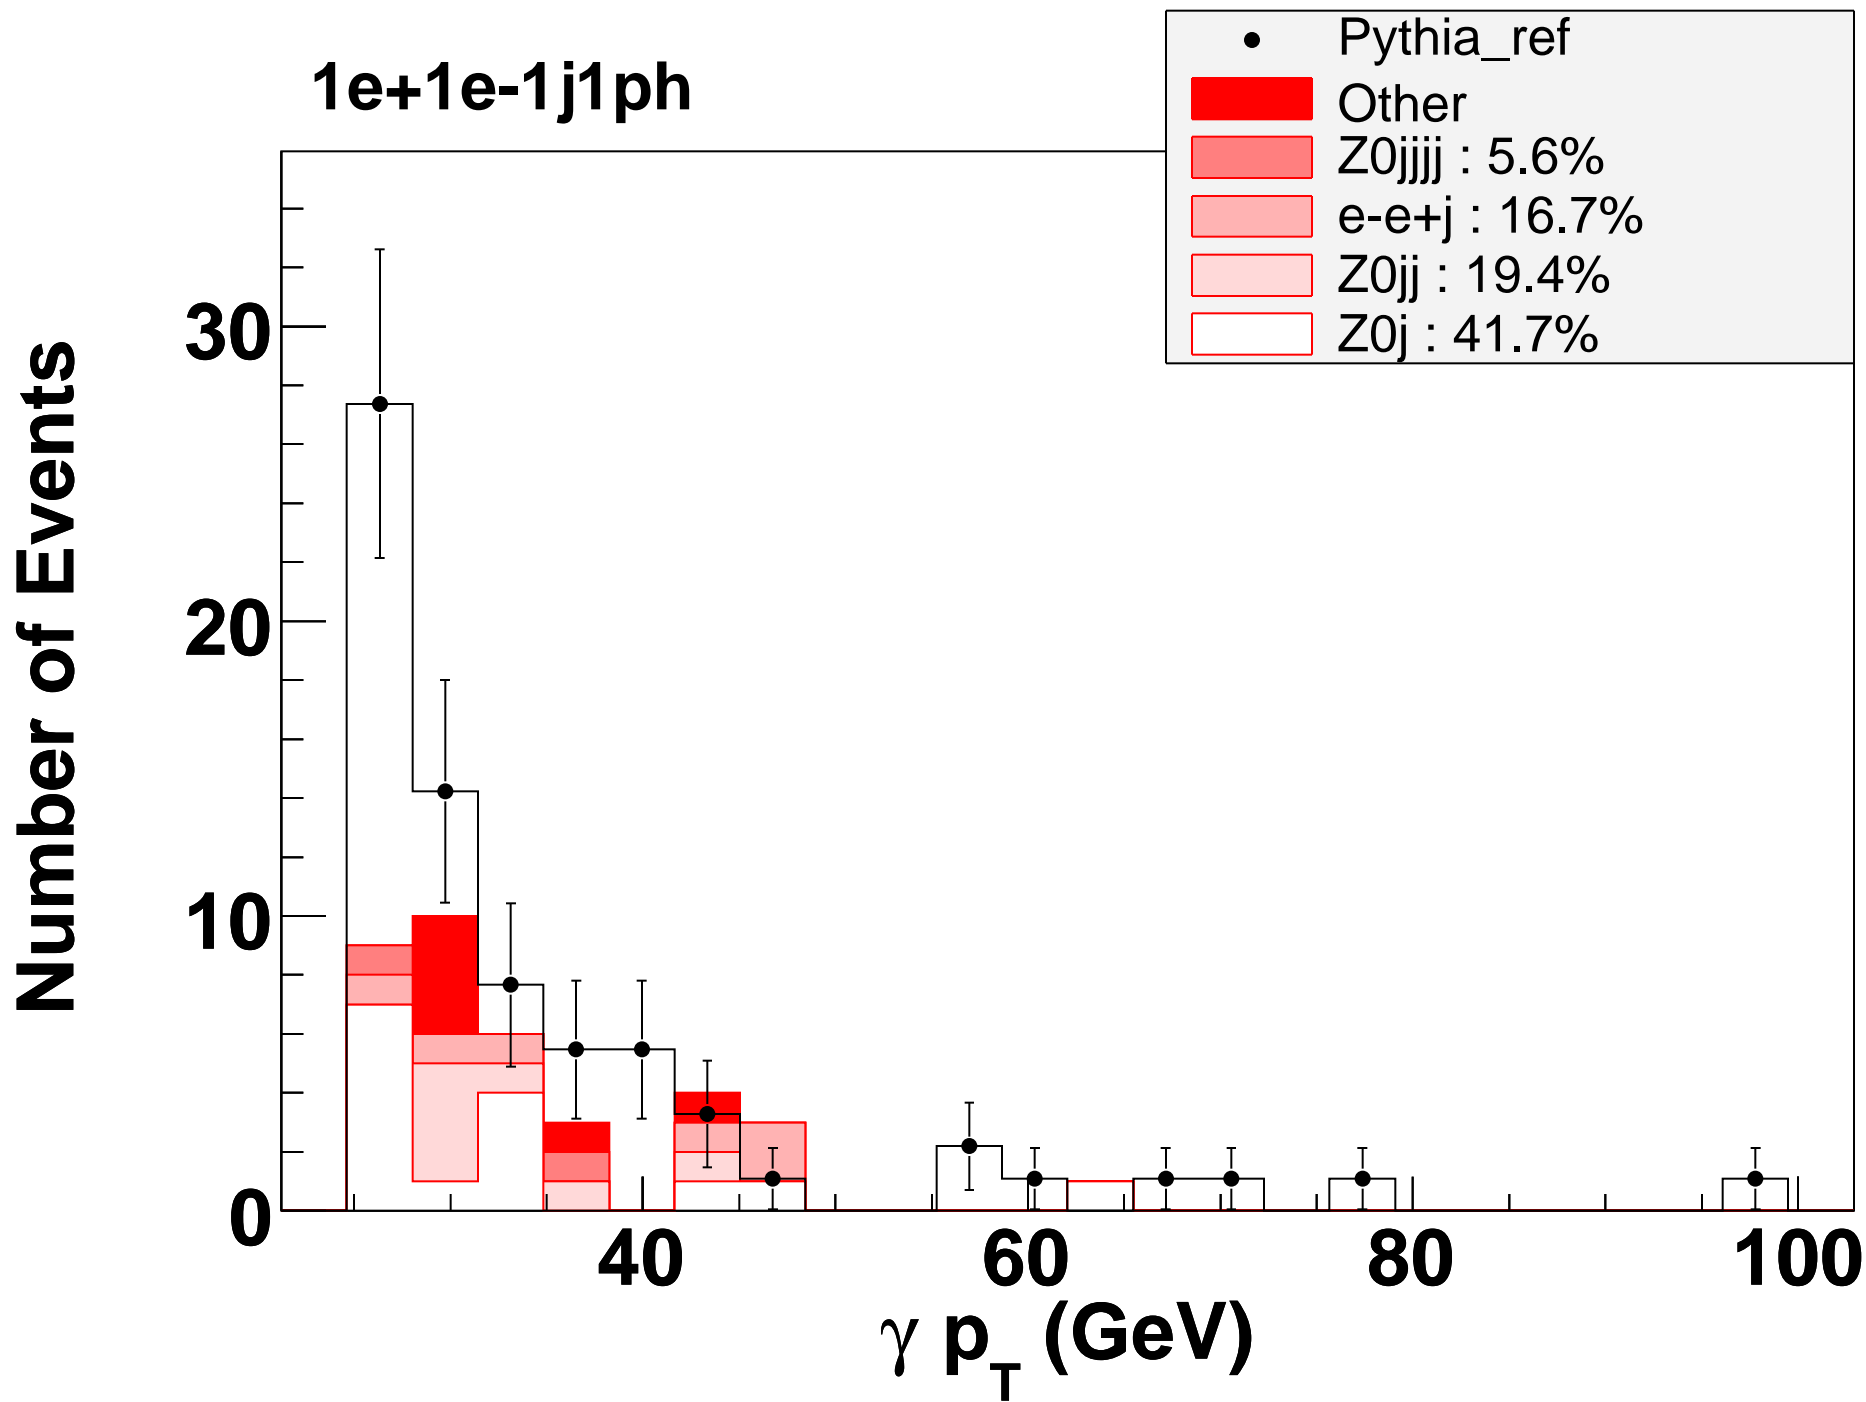 1e+1e-1j1ph
Pythia_ref
Other
Z0jjjj : 5.6%
e-e+j : 16.7%
Z0jj : 19.4%
Z0j : 41.7%
Number of Events
30
20
10
0
40 60 80 100
γ p_T (GeV)